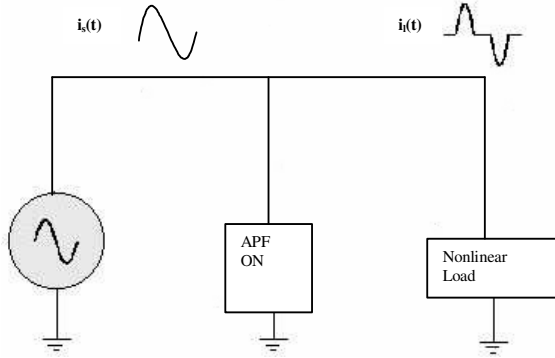 iₛ(t)
iₗ(t)
APF
ON
Nonlinear
Load